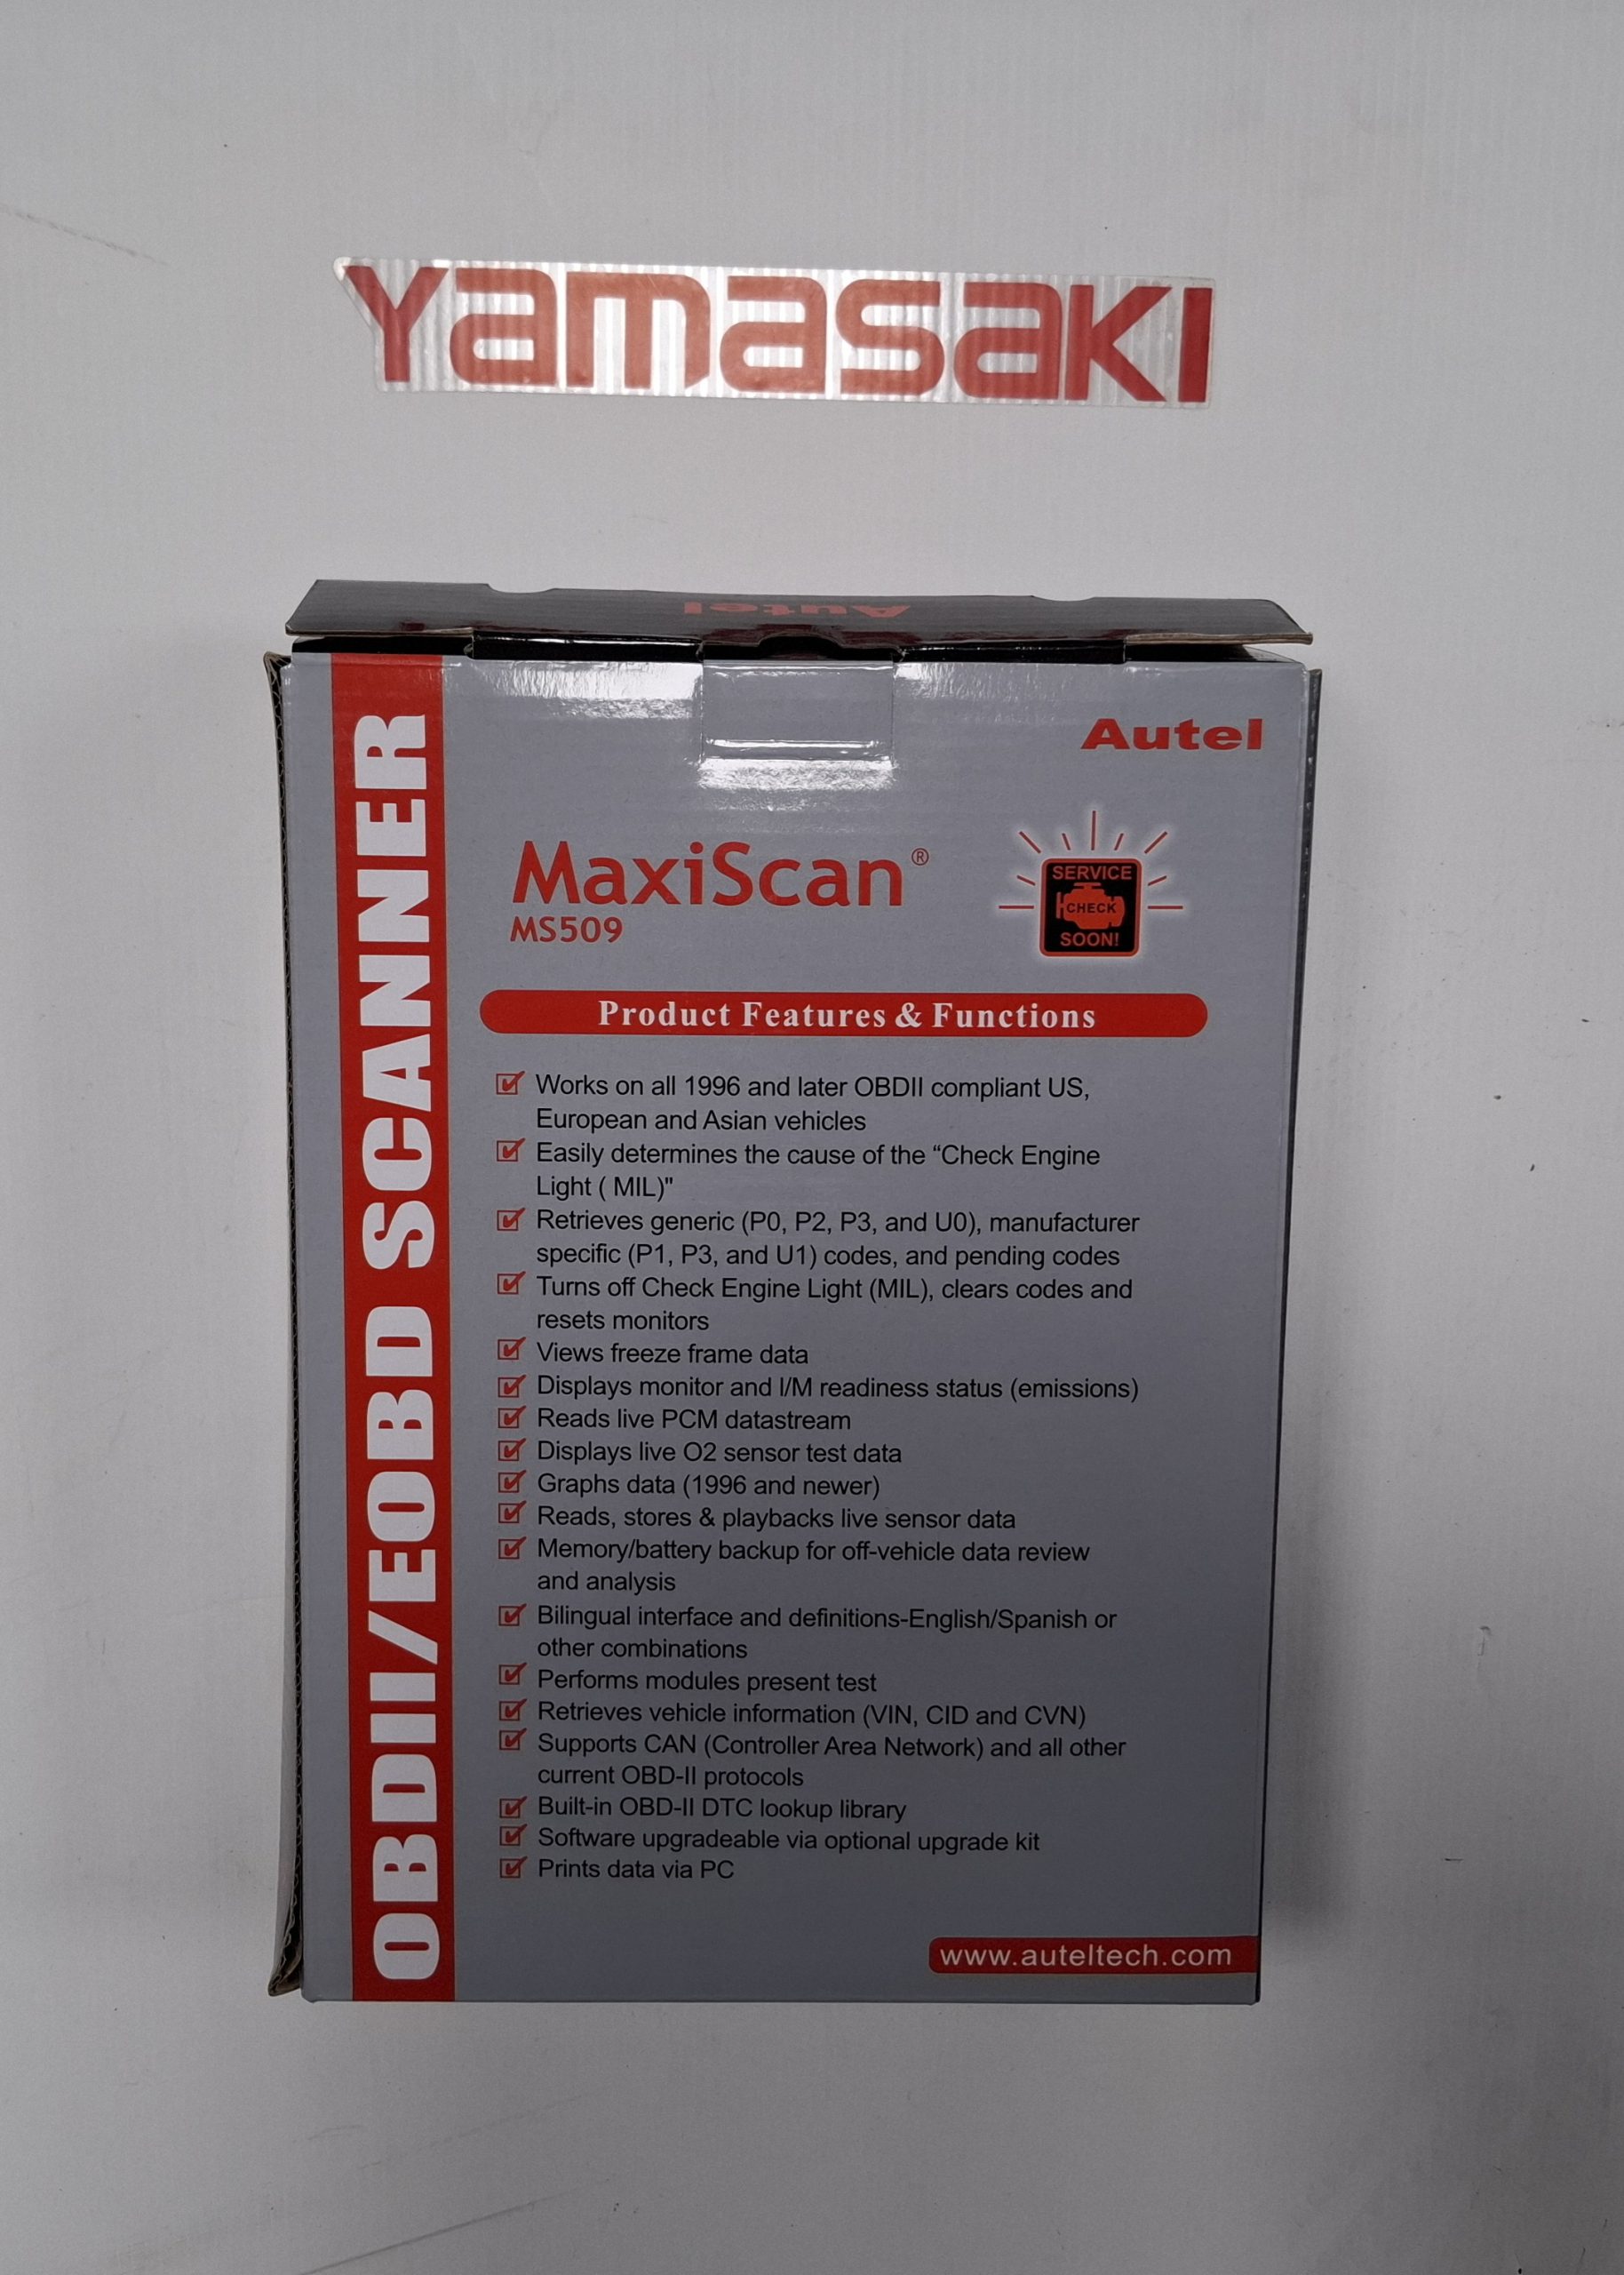 Yamasaki
Autel
Autel
MaxiScan®
MS509
SERVICE
CHECK
SOON!
OBDII/EOBD SCANNER
Product Features & Functions
Works on all 1996 and later OBDII compliant US,
European and Asian vehicles
Easily determines the cause of the “Check Engine
Light ( MIL)"
Retrieves generic (P0, P2, P3, and U0), manufacturer
specific (P1, P3, and U1) codes, and pending codes
Turns off Check Engine Light (MIL), clears codes and
resets monitors
Views freeze frame data
Displays monitor and I/M readiness status (emissions)
Reads live PCM datastream
Displays live O2 sensor test data
Graphs data (1996 and newer)
Reads, stores & playbacks live sensor data
Memory/battery backup for off-vehicle data review
and analysis
Bilingual interface and definitions-English/Spanish or
other combinations
Performs modules present test
Retrieves vehicle information (VIN, CID and CVN)
Supports CAN (Controller Area Network) and all other
current OBD-II protocols
Built-in OBD-II DTC lookup library
Software upgradeable via optional upgrade kit
Prints data via PC
www.auteltech.com